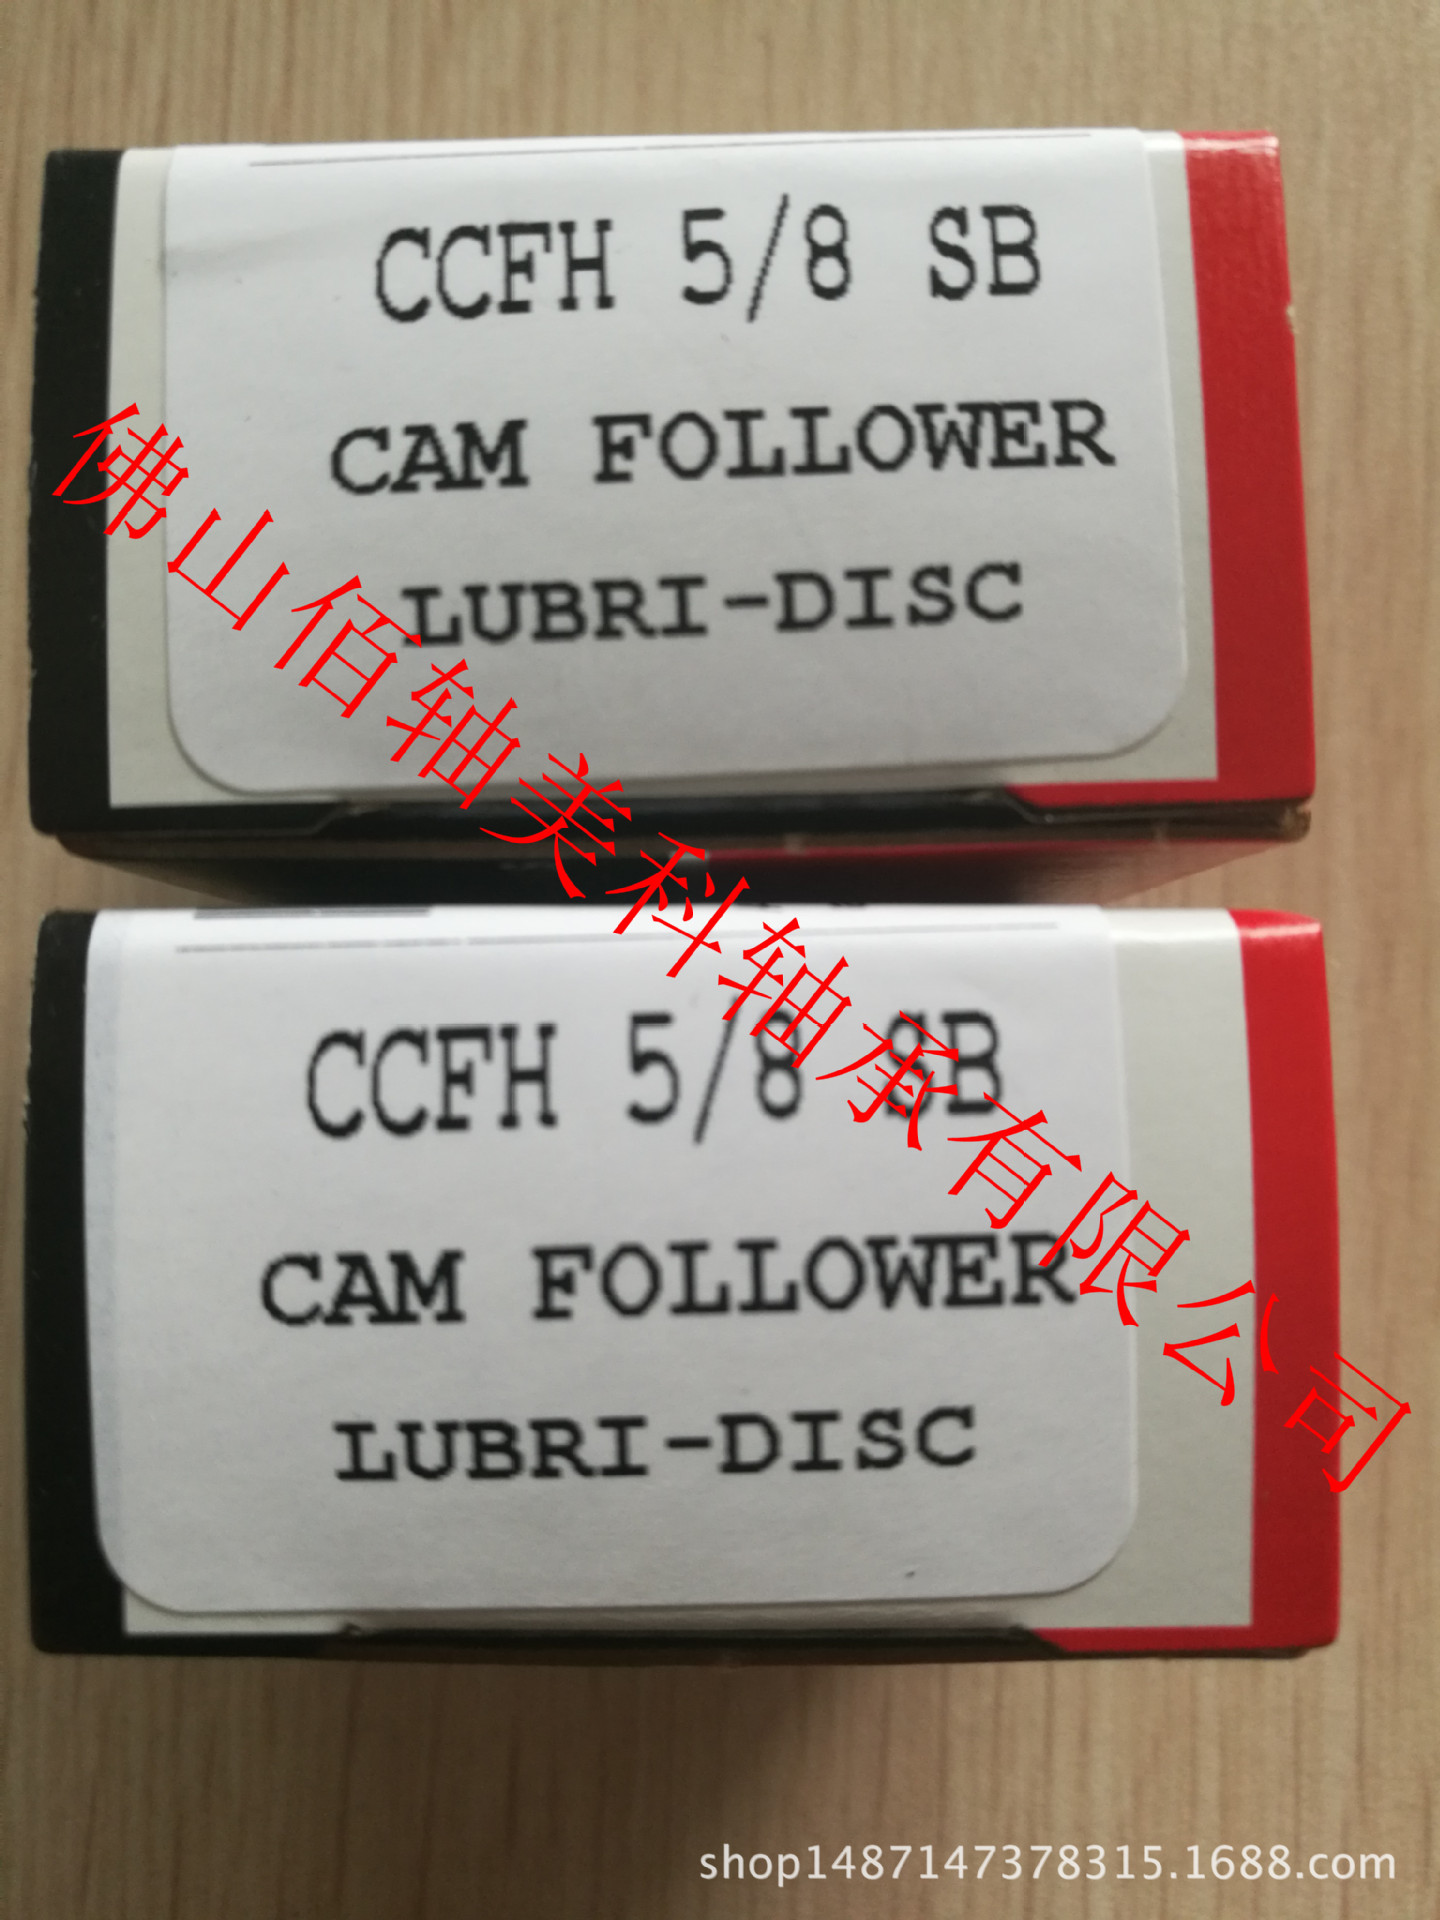 CCFH 5/8 SB
CAM FOLLOWER
LUBRI-DISC
佛山佰轴美科轴承有限公司
CCFH 5/8 SB
CAM FOLLOWER
LUBRI-DISC
shop1487147378315.1688.com